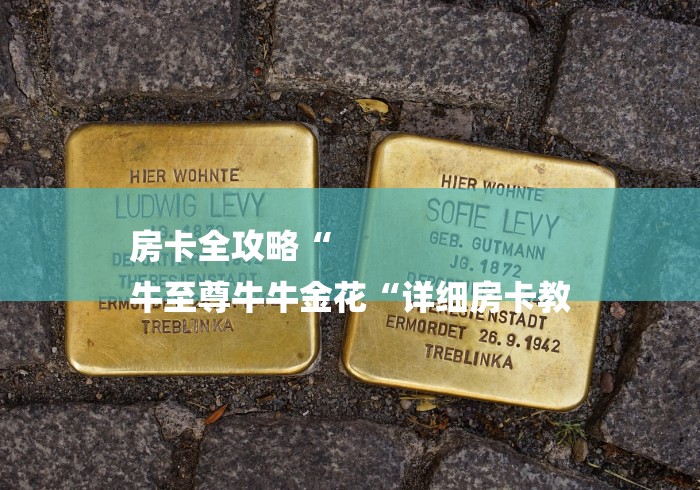 HIER WOHNTE
LUDWIG LEVY
THERESIENSTADT
TREBLINKA
HIER WOHNTE
SOFIE LEVY
GEB. GUTMANN
JG. 1872
ERMORDET 26.9.1942
TREBLINKA
房卡全攻略“
牛至尊牛牛金花“详细房卡教